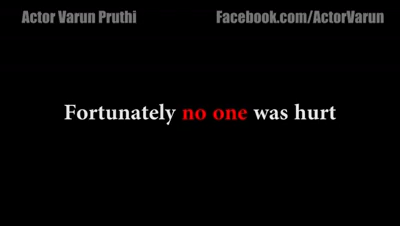 Actor Varun Pruthi
Facebook.com/ActorVarun
Fortunately no one was hurt